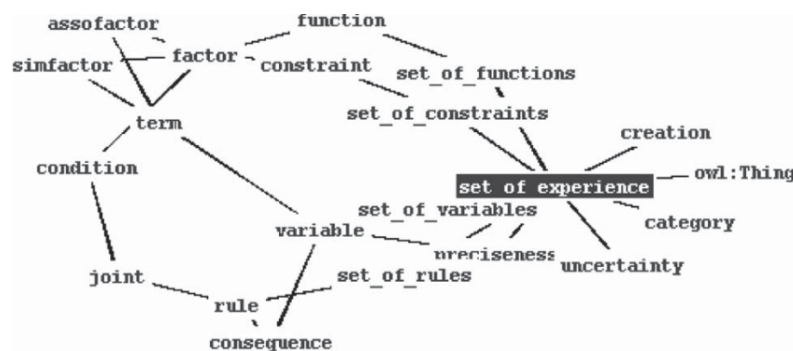 assofactor
function
simfactor
factor
constraint
set_of_functions
set_of_constraints
term
creation
condition
owl:Thing
set of experience
set_of_variables
category
variable
preciseness
uncertainty
joint
set_of_rules
rule
consequence